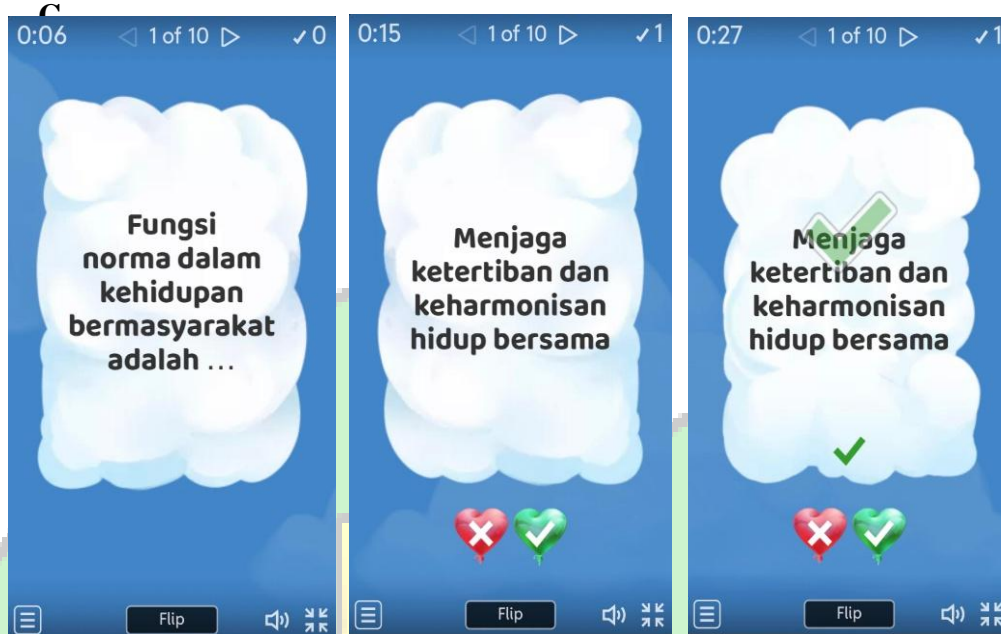 C
0:06 1 of 10 ✓0
Fungsi
norma dalam
kehidupan
bermasyarakat
adalah ...
Flip
0:15 1 of 10 ✓1
Menjaga
ketertiban dan
keharmonisan
hidup bersama
Flip
0:27 1 of 10 ✓1
Menjaga
ketertiban dan
keharmonisan
hidup bersama
Flip